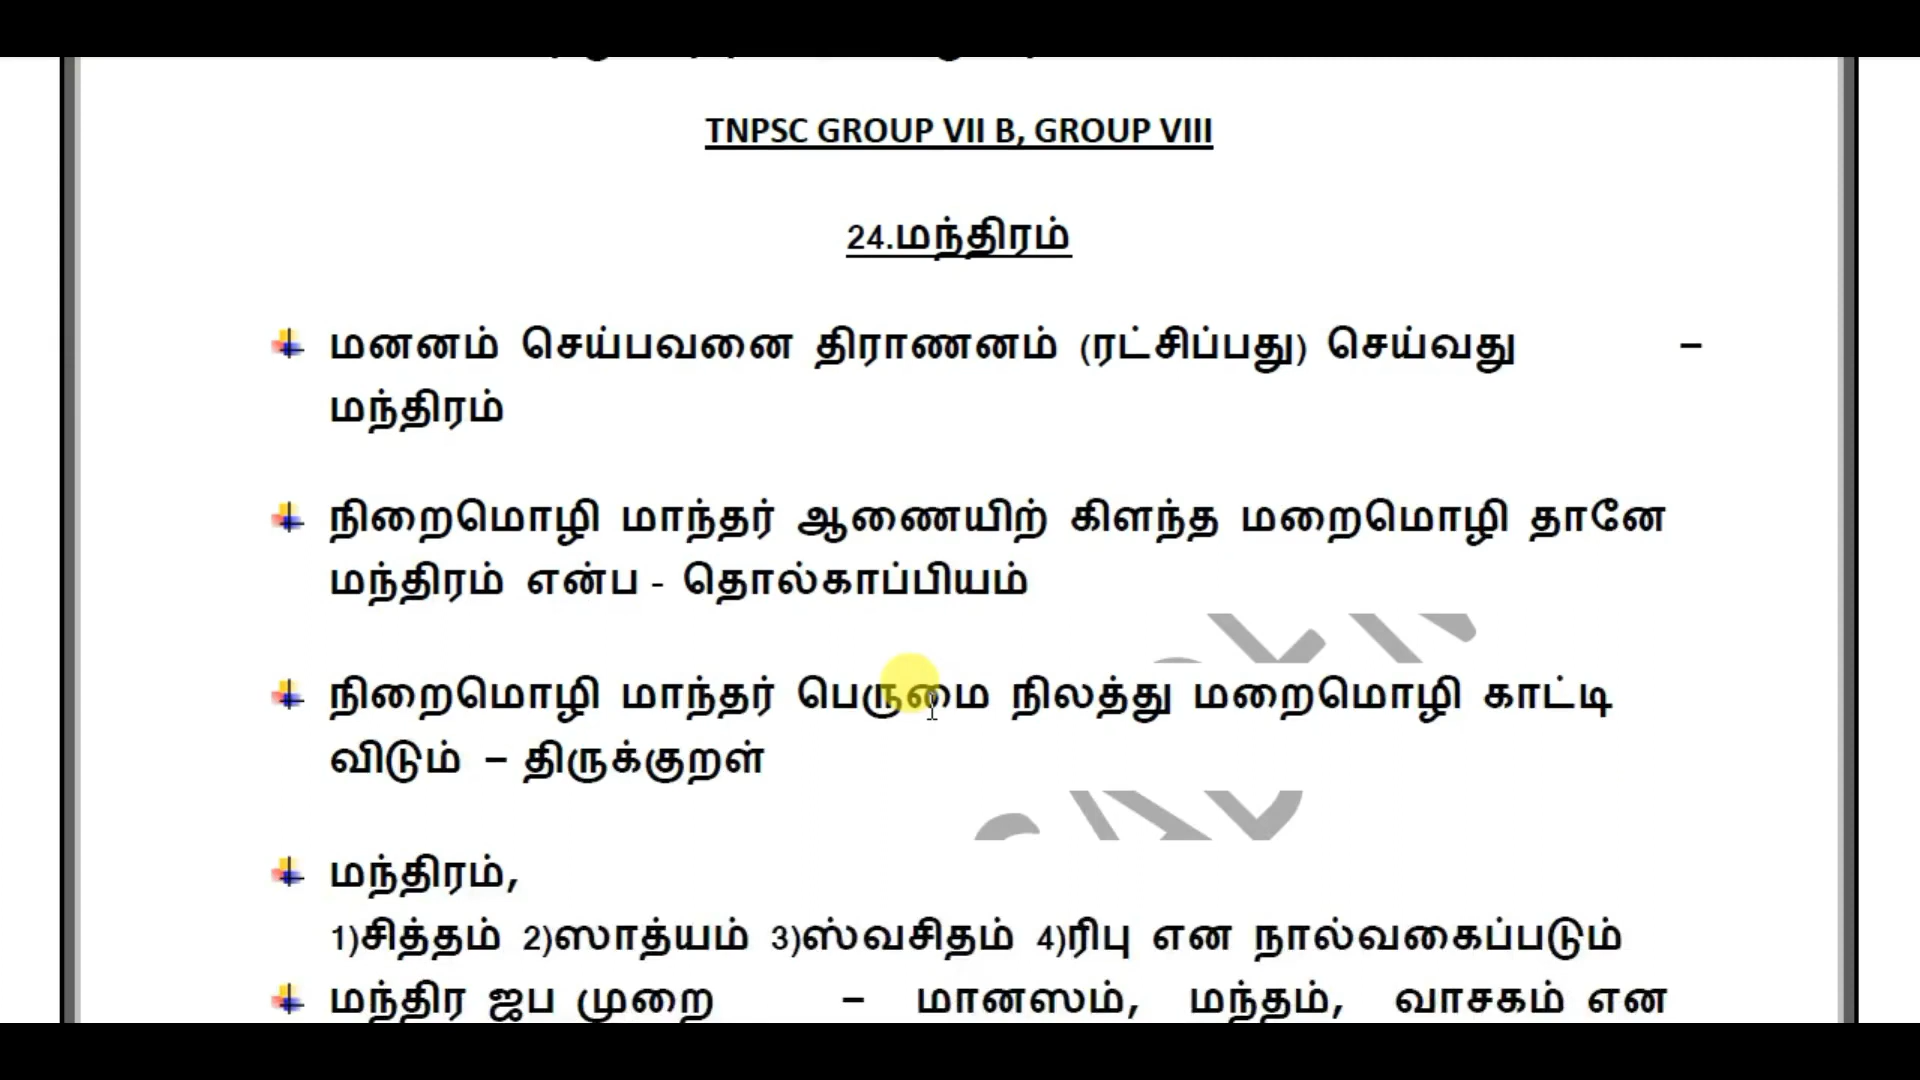 TNPSC GROUP VII B, GROUP VIII
24.மந்திரம்
மனனம் செய்பவனை திராணனம் (ரட்சிப்பது) செய்வது –
மந்திரம்
நிறைமொழி மாந்தர் ஆணையிற் கிளந்த மறைமொழி தானே
மந்திரம் என்ப - தொல்காப்பியம்
நிறைமொழி மாந்தர் பெருமை நிலத்து மறைமொழி காட்டி
விடும் – திருக்குறள்
மந்திரம்,
1)சித்தம் 2)ஸாத்யம் 3)ஸ்வசிதம் 4)ரிபு என நால்வகைப்படும்
மந்திர ஜப முறை – மானஸம், மந்தம், வாசகம் என